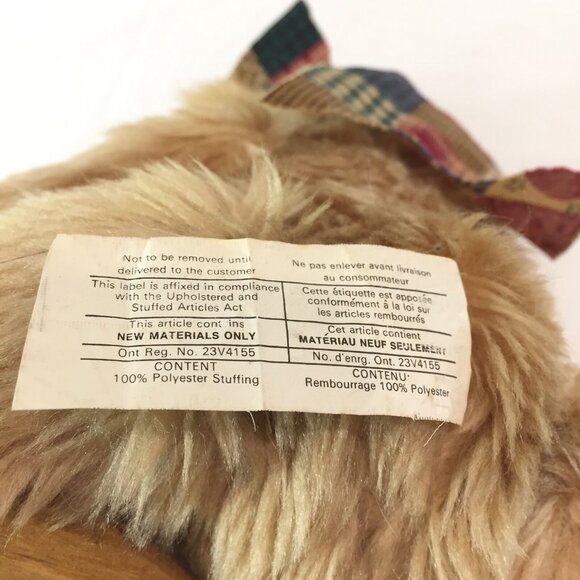 Not to be removed until
delivered to the customer
This label is affixed in compliance
with the Upholstered and
Stuffed Articles Act
This article cont ins
NEW MATERIALS ONLY
Ont Reg. No. 23V4155
CONTENT
100% Polyester Stuffing
Ne pas enlever avant livraison
au consommateur
Cette étiquette est apposée
conformément à la loi sur
les articles rembourrés
Cet article contient
MATÉRIAU NEUF SEULEMENT
No. d'enrg. Ont. 23V4155
CONTENU:
Rembourrage 100% Polyester